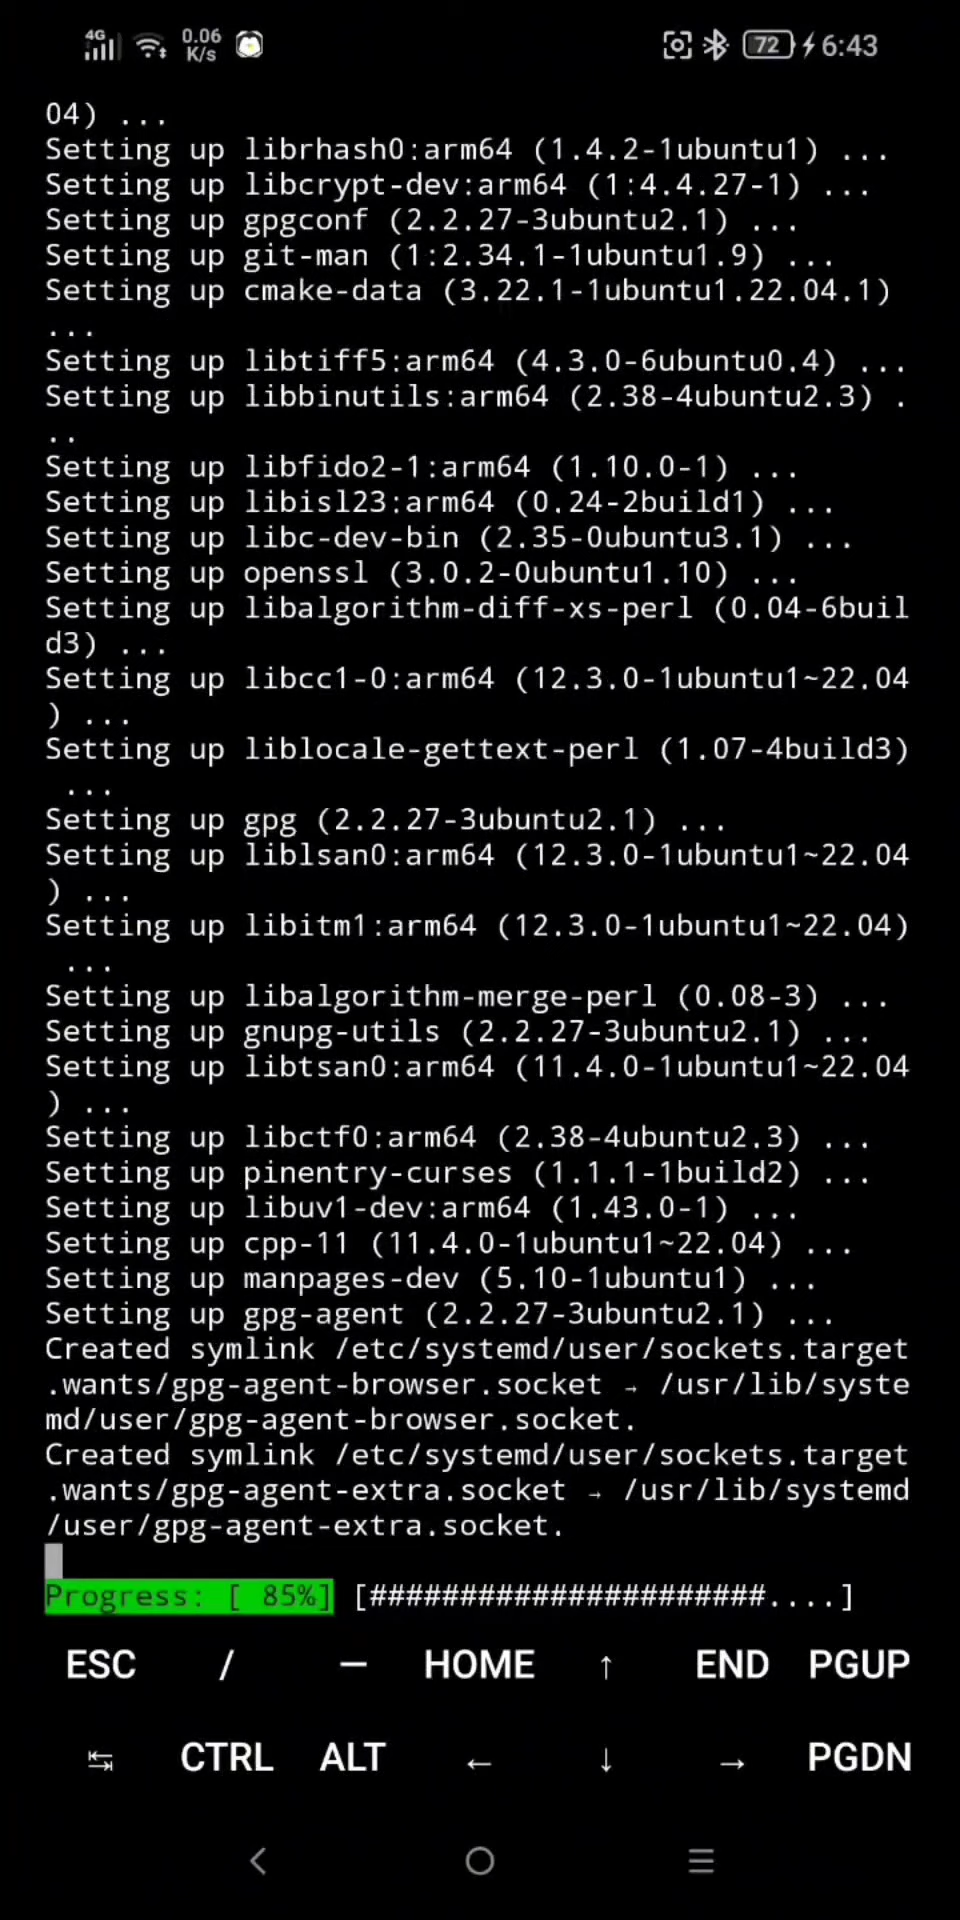 4G 0.06 K/s 72 6:43
04) ...
Setting up librhash0:arm64 (1.4.2-1ubuntu1) ...
Setting up libcrypt-dev:arm64 (1:4.4.27-1) ...
Setting up gpgconf (2.2.27-3ubuntu2.1) ...
Setting up git-man (1:2.34.1-1ubuntu1.9) ...
Setting up cmake-data (3.22.1-1ubuntu1.22.04.1)
...
Setting up libtiff5:arm64 (4.3.0-6ubuntu0.4) ...
Setting up libbinutils:arm64 (2.38-4ubuntu2.3) .
..
Setting up libfido2-1:arm64 (1.10.0-1) ...
Setting up libisl23:arm64 (0.24-2build1) ...
Setting up libc-dev-bin (2.35-0ubuntu3.1) ...
Setting up openssl (3.0.2-0ubuntu1.10) ...
Setting up libalgorithm-diff-xs-perl (0.04-6buil
d3) ...
Setting up libcc1-0:arm64 (12.3.0-1ubuntu1~22.04
) ...
Setting up liblocale-gettext-perl (1.07-4build3)
 ...
Setting up gpg (2.2.27-3ubuntu2.1) ...
Setting up liblsan0:arm64 (12.3.0-1ubuntu1~22.04
) ...
Setting up libitm1:arm64 (12.3.0-1ubuntu1~22.04)
 ...
Setting up libalgorithm-merge-perl (0.08-3) ...
Setting up gnupg-utils (2.2.27-3ubuntu2.1) ...
Setting up libtsan0:arm64 (11.4.0-1ubuntu1~22.04
) ...
Setting up libctf0:arm64 (2.38-4ubuntu2.3) ...
Setting up pinentry-curses (1.1.1-1build2) ...
Setting up libuv1-dev:arm64 (1.43.0-1) ...
Setting up cpp-11 (11.4.0-1ubuntu1~22.04) ...
Setting up manpages-dev (5.10-1ubuntu1) ...
Setting up gpg-agent (2.2.27-3ubuntu2.1) ...
Created symlink /etc/systemd/user/sockets.target
.wants/gpg-agent-browser.socket → /usr/lib/syste
md/user/gpg-agent-browser.socket.
Created symlink /etc/systemd/user/sockets.target
.wants/gpg-agent-extra.socket → /usr/lib/systemd
/user/gpg-agent-extra.socket.
Progress: [ 85%] [######################....]
ESC / — HOME ↑ END PGUP
↹ CTRL ALT ← ↓ → PGDN